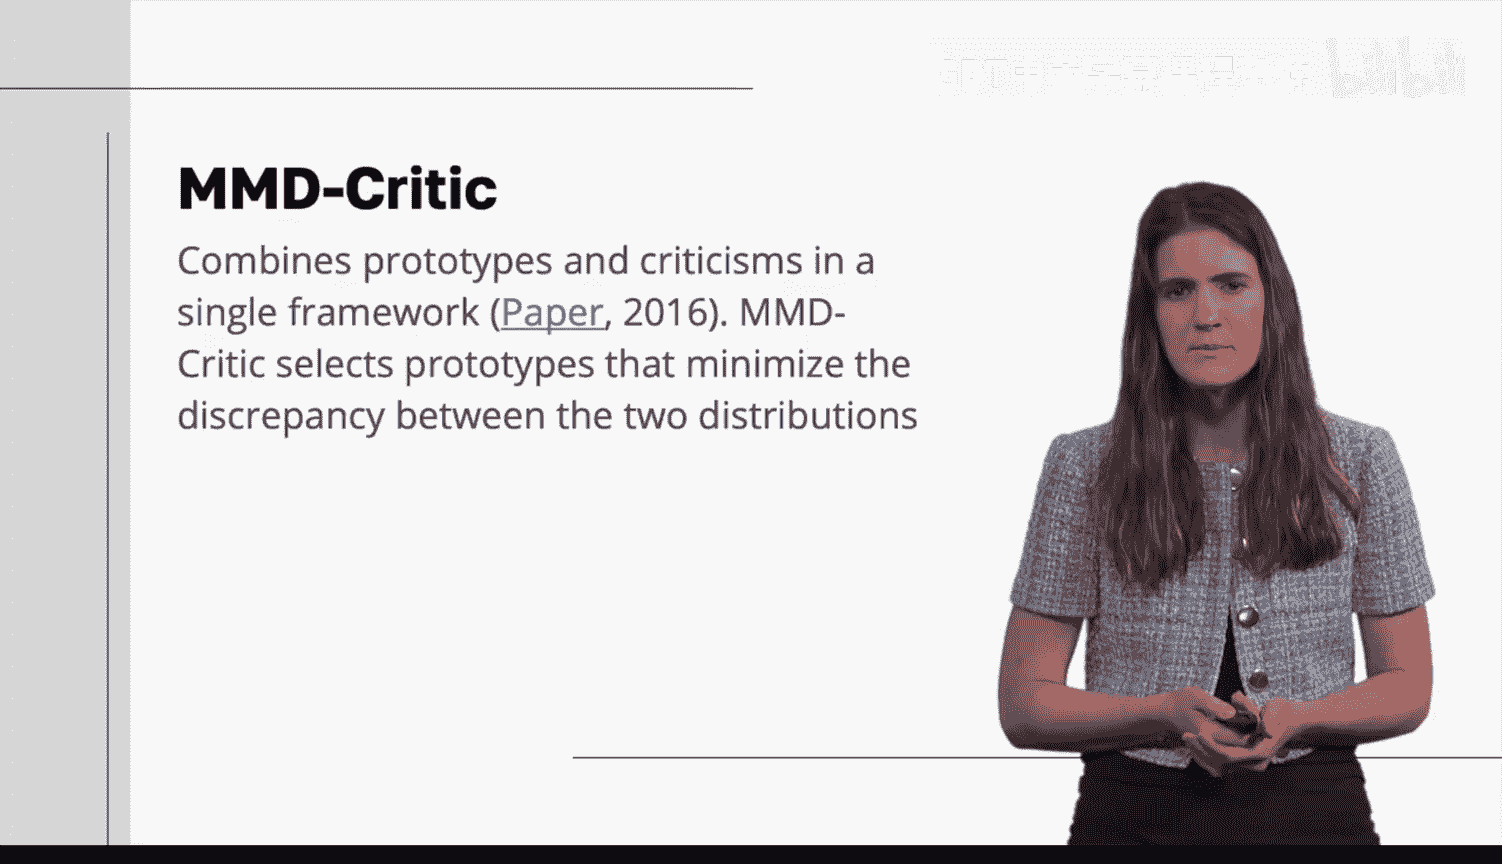 MMD-Critic
Combines prototypes and criticisms in a
single framework (Paper, 2016). MMD-
Critic selects prototypes that minimize the
discrepancy between the two distributions